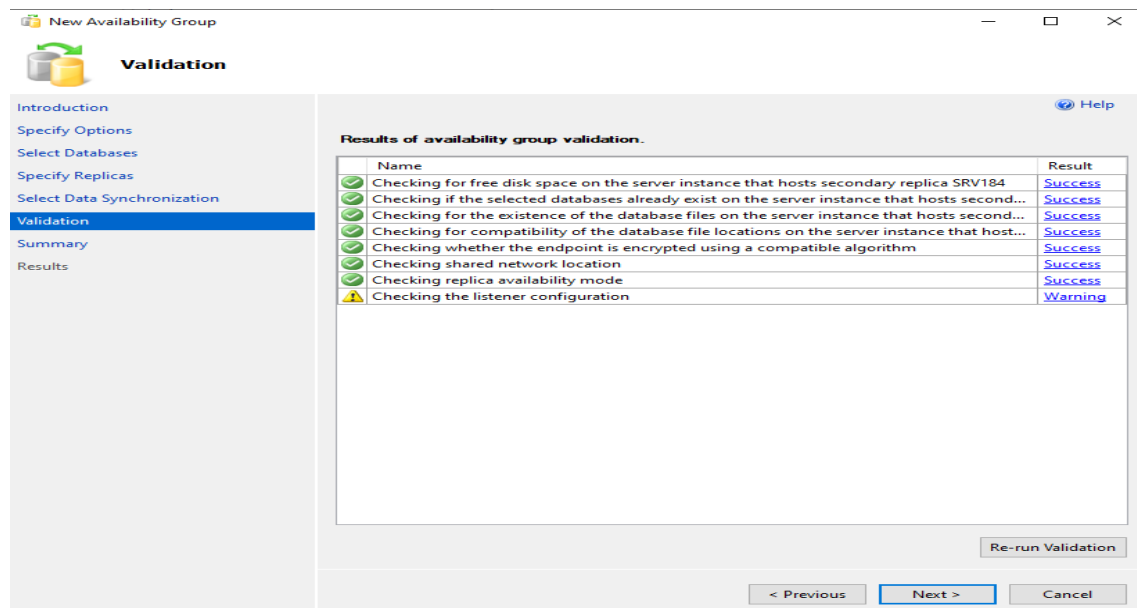 New Availability Group
Validation
Introduction
Specify Options
Select Databases
Specify Replicas
Select Data Synchronization
Validation
Summary
Results
Help
Results of availability group validation.
Name Result
Checking for free disk space on the server instance that hosts secondary replica SRV184 Success
Checking if the selected databases already exist on the server instance that hosts second... Success
Checking for the existence of the database files on the server instance that hosts second... Success
Checking for compatibility of the database file locations on the server instance that host... Success
Checking whether the endpoint is encrypted using a compatible algorithm Success
Checking shared network location Success
Checking replica availability mode Success
Checking the listener configuration Warning
Re-run Validation
< Previous Next > Cancel